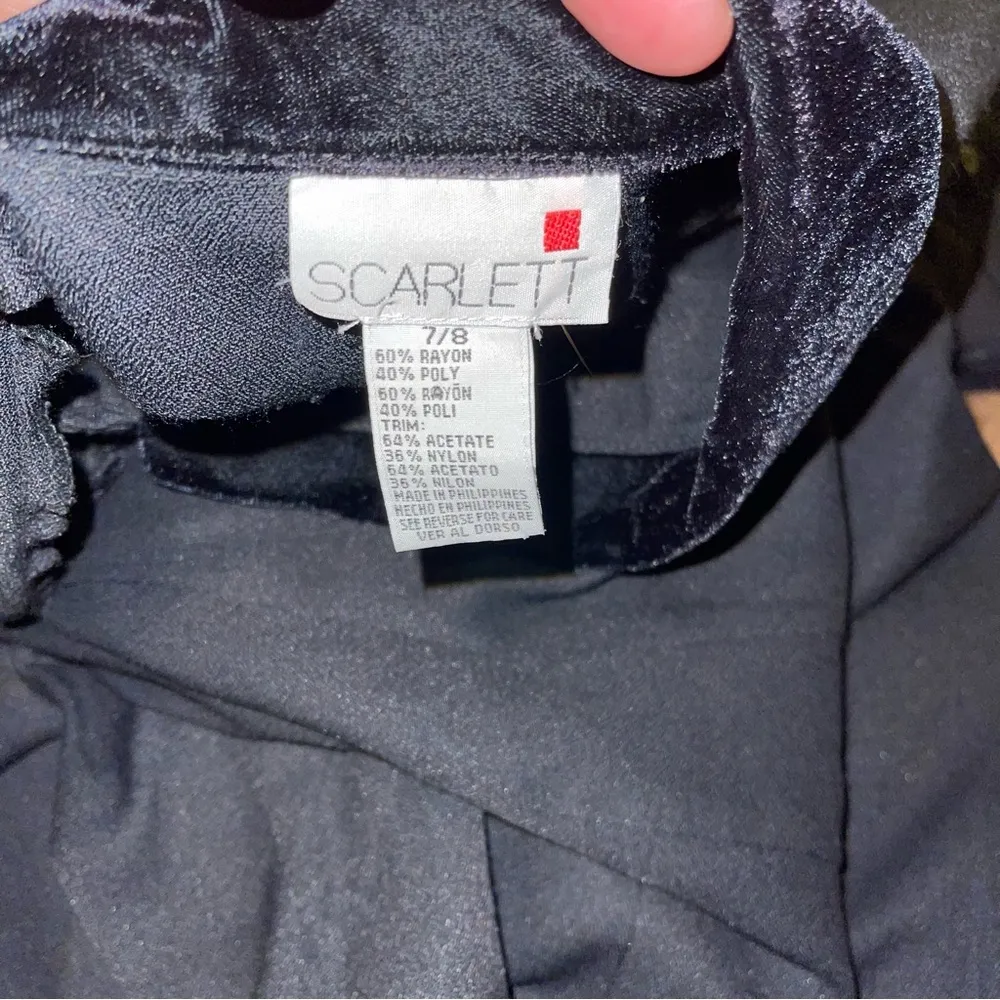 SCARLETT
7/8
60% RAYON
40% POLY
60% RAYÓN
40% POLI
TRIM:
64% ACETATE
36% NYLON
64% ACETATO
36% NILON
MADE IN PHILIPPINES
HECHO EN PHILIPPINES
SEE REVERSE FOR CARE
VER AL DORSO